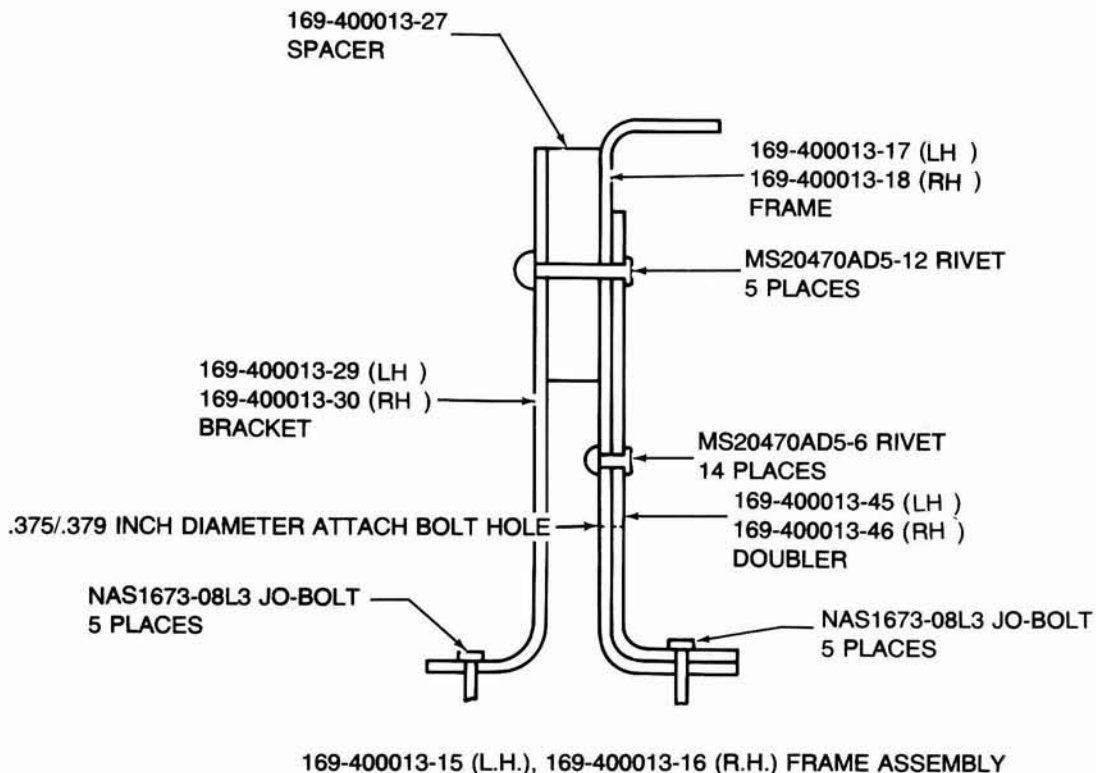 169-400013-27
SPACER
169-400013-17 (LH )
169-400013-18 (RH )
FRAME
MS20470AD5-12 RIVET
5 PLACES
169-400013-29 (LH )
169-400013-30 (RH )
BRACKET
MS20470AD5-6 RIVET
14 PLACES
.375/.379 INCH DIAMETER ATTACH BOLT HOLE
169-400013-45 (LH )
169-400013-46 (RH )
DOUBLER
NAS1673-08L3 JO-BOLT
5 PLACES
NAS1673-08L3 JO-BOLT
5 PLACES
169-400013-15 (L.H.), 169-400013-16 (R.H.) FRAME ASSEMBLY